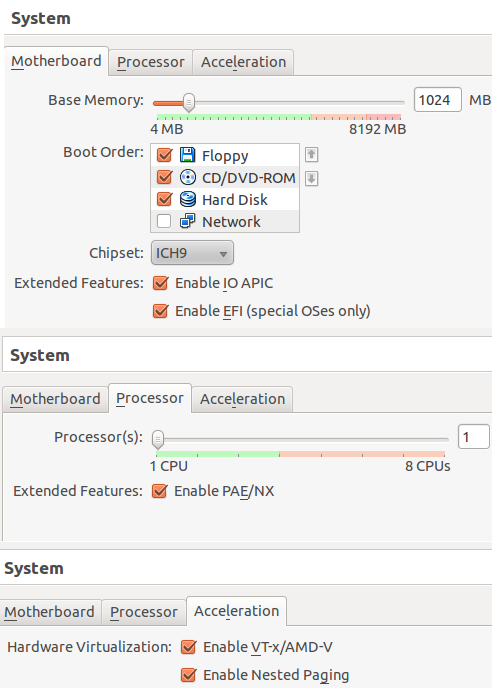 System
Motherboard Processor Acceleration
Base Memory: 1024 MB
4 MB 8192 MB
Boot Order: Floppy
CD/DVD-ROM
Hard Disk
Network
Chipset: ICH9
Extended Features: Enable IO APIC
Enable EFI (special OSes only)
System
Motherboard Processor Acceleration
Processor(s): 1
1 CPU 8 CPUs
Extended Features: Enable PAE/NX
System
Motherboard Processor Acceleration
Hardware Virtualization: Enable VT-x/AMD-V
Enable Nested Paging